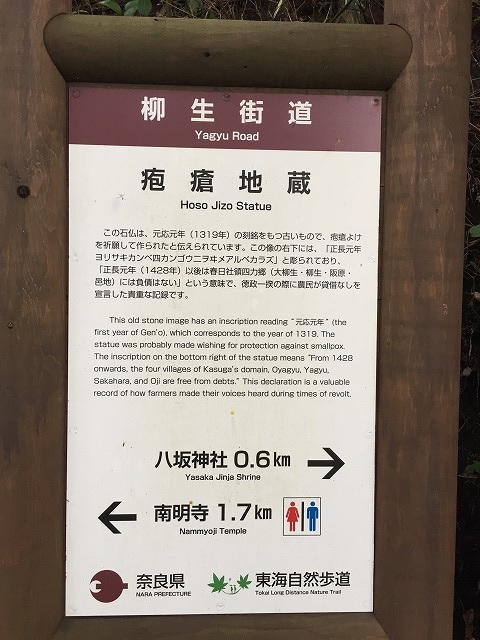 柳生街道
Yagyu Road
疱瘡地蔵
Hoso Jizo Statue
この石仏は、元応元年（1319年）の刻銘をもつ古いもので、疱瘡よけ
を祈願して作られたと伝えられています。この像の右下には、「正長元年
ヨリサキカンベ四カンゴウニヲヰメアルベカラズ」と彫られており、
「正長元年（1428年）以後は春日社領四力郷（大柳生・柳生・阪原・
邑地）には負債はない」という意味で、徳政一揆の際に農民が貸借なしを
宣言した貴重な記録です。
This old stone image has an inscription reading "元応元年" (the
first year of Gen'o), which corresponds to the year of 1319. The
statue was probably made wishing for protection against smallpox.
The inscription on the bottom right of the statue means "From 1428
onwards, the four villages of Kasuga's domain, Oyagyu, Yagyu,
Sakahara, and Oji are free from debts." This declaration is a valuable
record of how farmers made their voices heard during times of revolt.
八坂神社 0.6km →
Yasaka Jinja Shrine
← 南明寺 1.7km
Nammyoji Temple
奈良県
NARA PREFECTURE
東海自然歩道
Tokai Long Distance Nature Trail